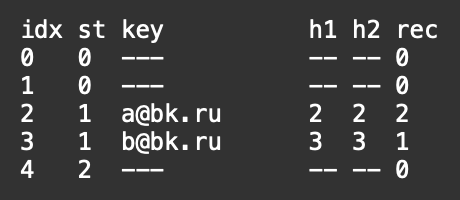 idx st key h1 h2 rec
0 0 --- -- -- 0
1 0 --- -- -- 0
2 1 a@bk.ru 2 2 2
3 1 b@bk.ru 3 3 1
4 2 --- -- -- 0